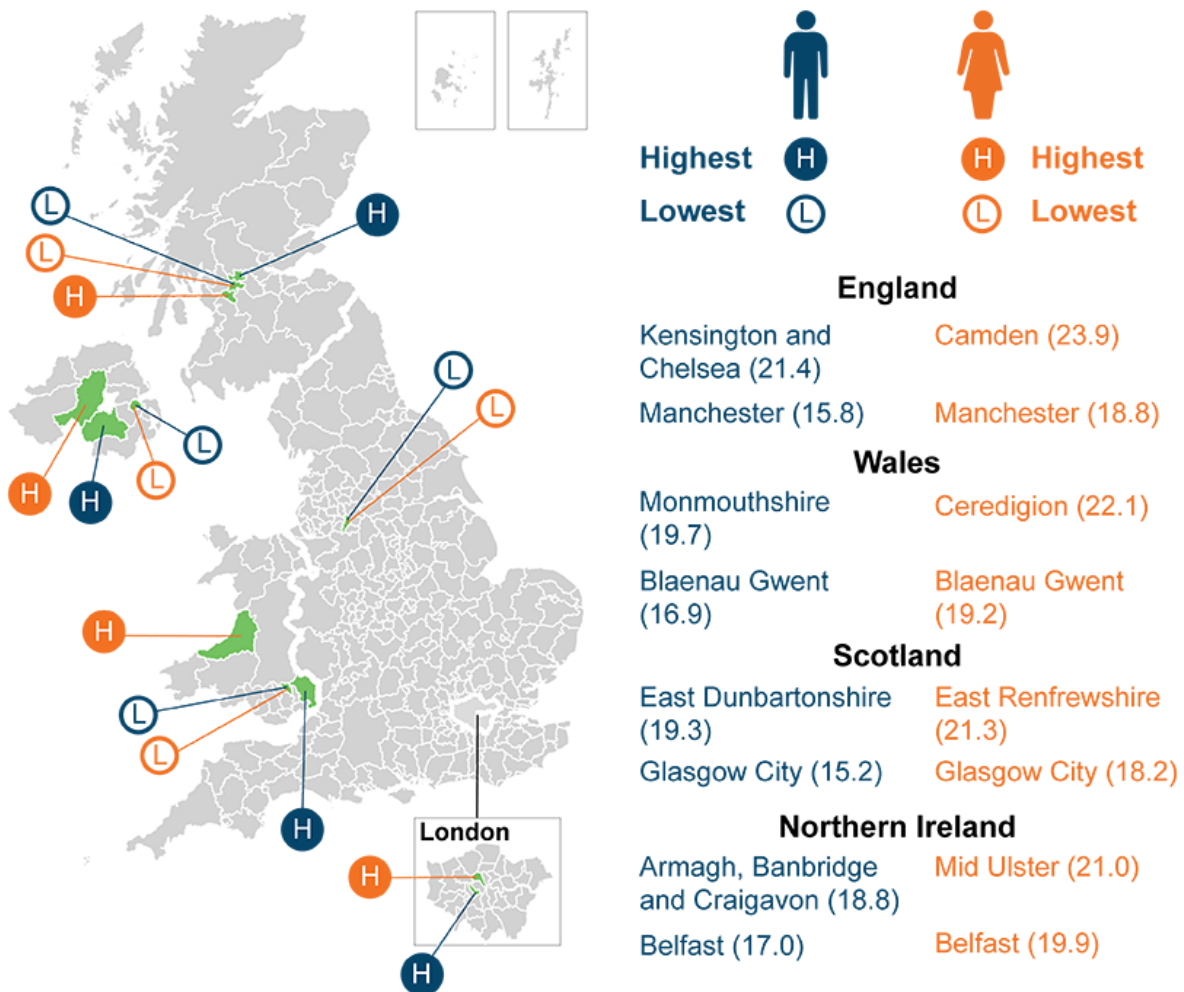 Highest H H Highest
Lowest L L Lowest
L
H
L
H
L
L
L
L
H
H
H
L
L
H
London
H
H
England
Kensington and
Chelsea (21.4)
Camden (23.9)
Manchester (15.8)
Manchester (18.8)
Wales
Monmouthshire
(19.7)
Ceredigion (22.1)
Blaenau Gwent
(16.9)
Blaenau Gwent
(19.2)
Scotland
East Dunbartonshire
(19.3)
East Renfrewshire
(21.3)
Glasgow City (15.2)
Glasgow City (18.2)
Northern Ireland
Armagh, Banbridge
and Craigavon (18.8)
Mid Ulster (21.0)
Belfast (17.0)
Belfast (19.9)